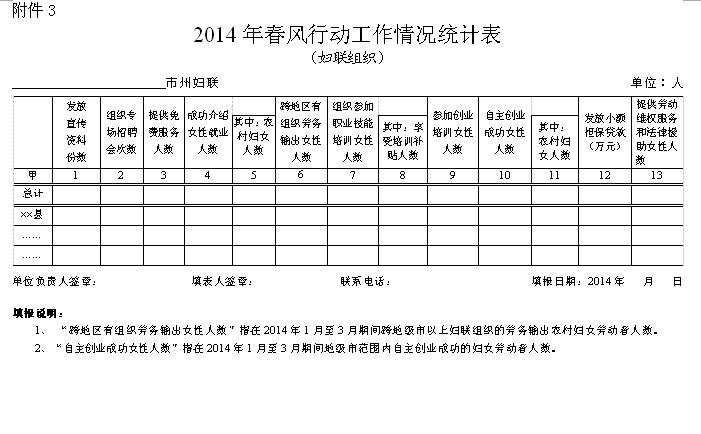 附件 3
2014 年春风行动工作情况统计表
（妇联组织）
市州妇联 单位：人
发放宣传资料份数 组织专场招聘会次数 提供免费服务人数 成功介绍女性就业人数 其中：农村妇女人数 跨地区有组织劳务输出女性人数 组织参加职业技能培训女性人数 其中：享受培训补贴人数 参加创业培训女性人数 自主创业成功女性人数 其中：农村妇女人数 发放小额担保贷款（万元） 提供劳动维权服务和法律援助女性人数
甲 1 2 3 4 5 6 7 8 9 10 11 12 13
总计
××县
……
……
单位负责人签章： 填表人签章： 联系电话： 填报日期：2014 年 月 日
填报说明：
1、 “跨地区有组织劳务输出女性人数”指在 2014 年 1 月至 3 月期间跨地级市以上妇联组织的劳务输出农村妇女劳动者人数。
2、 “自主创业成功女性人数”指在 2014 年 1 月至 3 月期间地级市范围内自主创业成功的妇女劳动者人数。